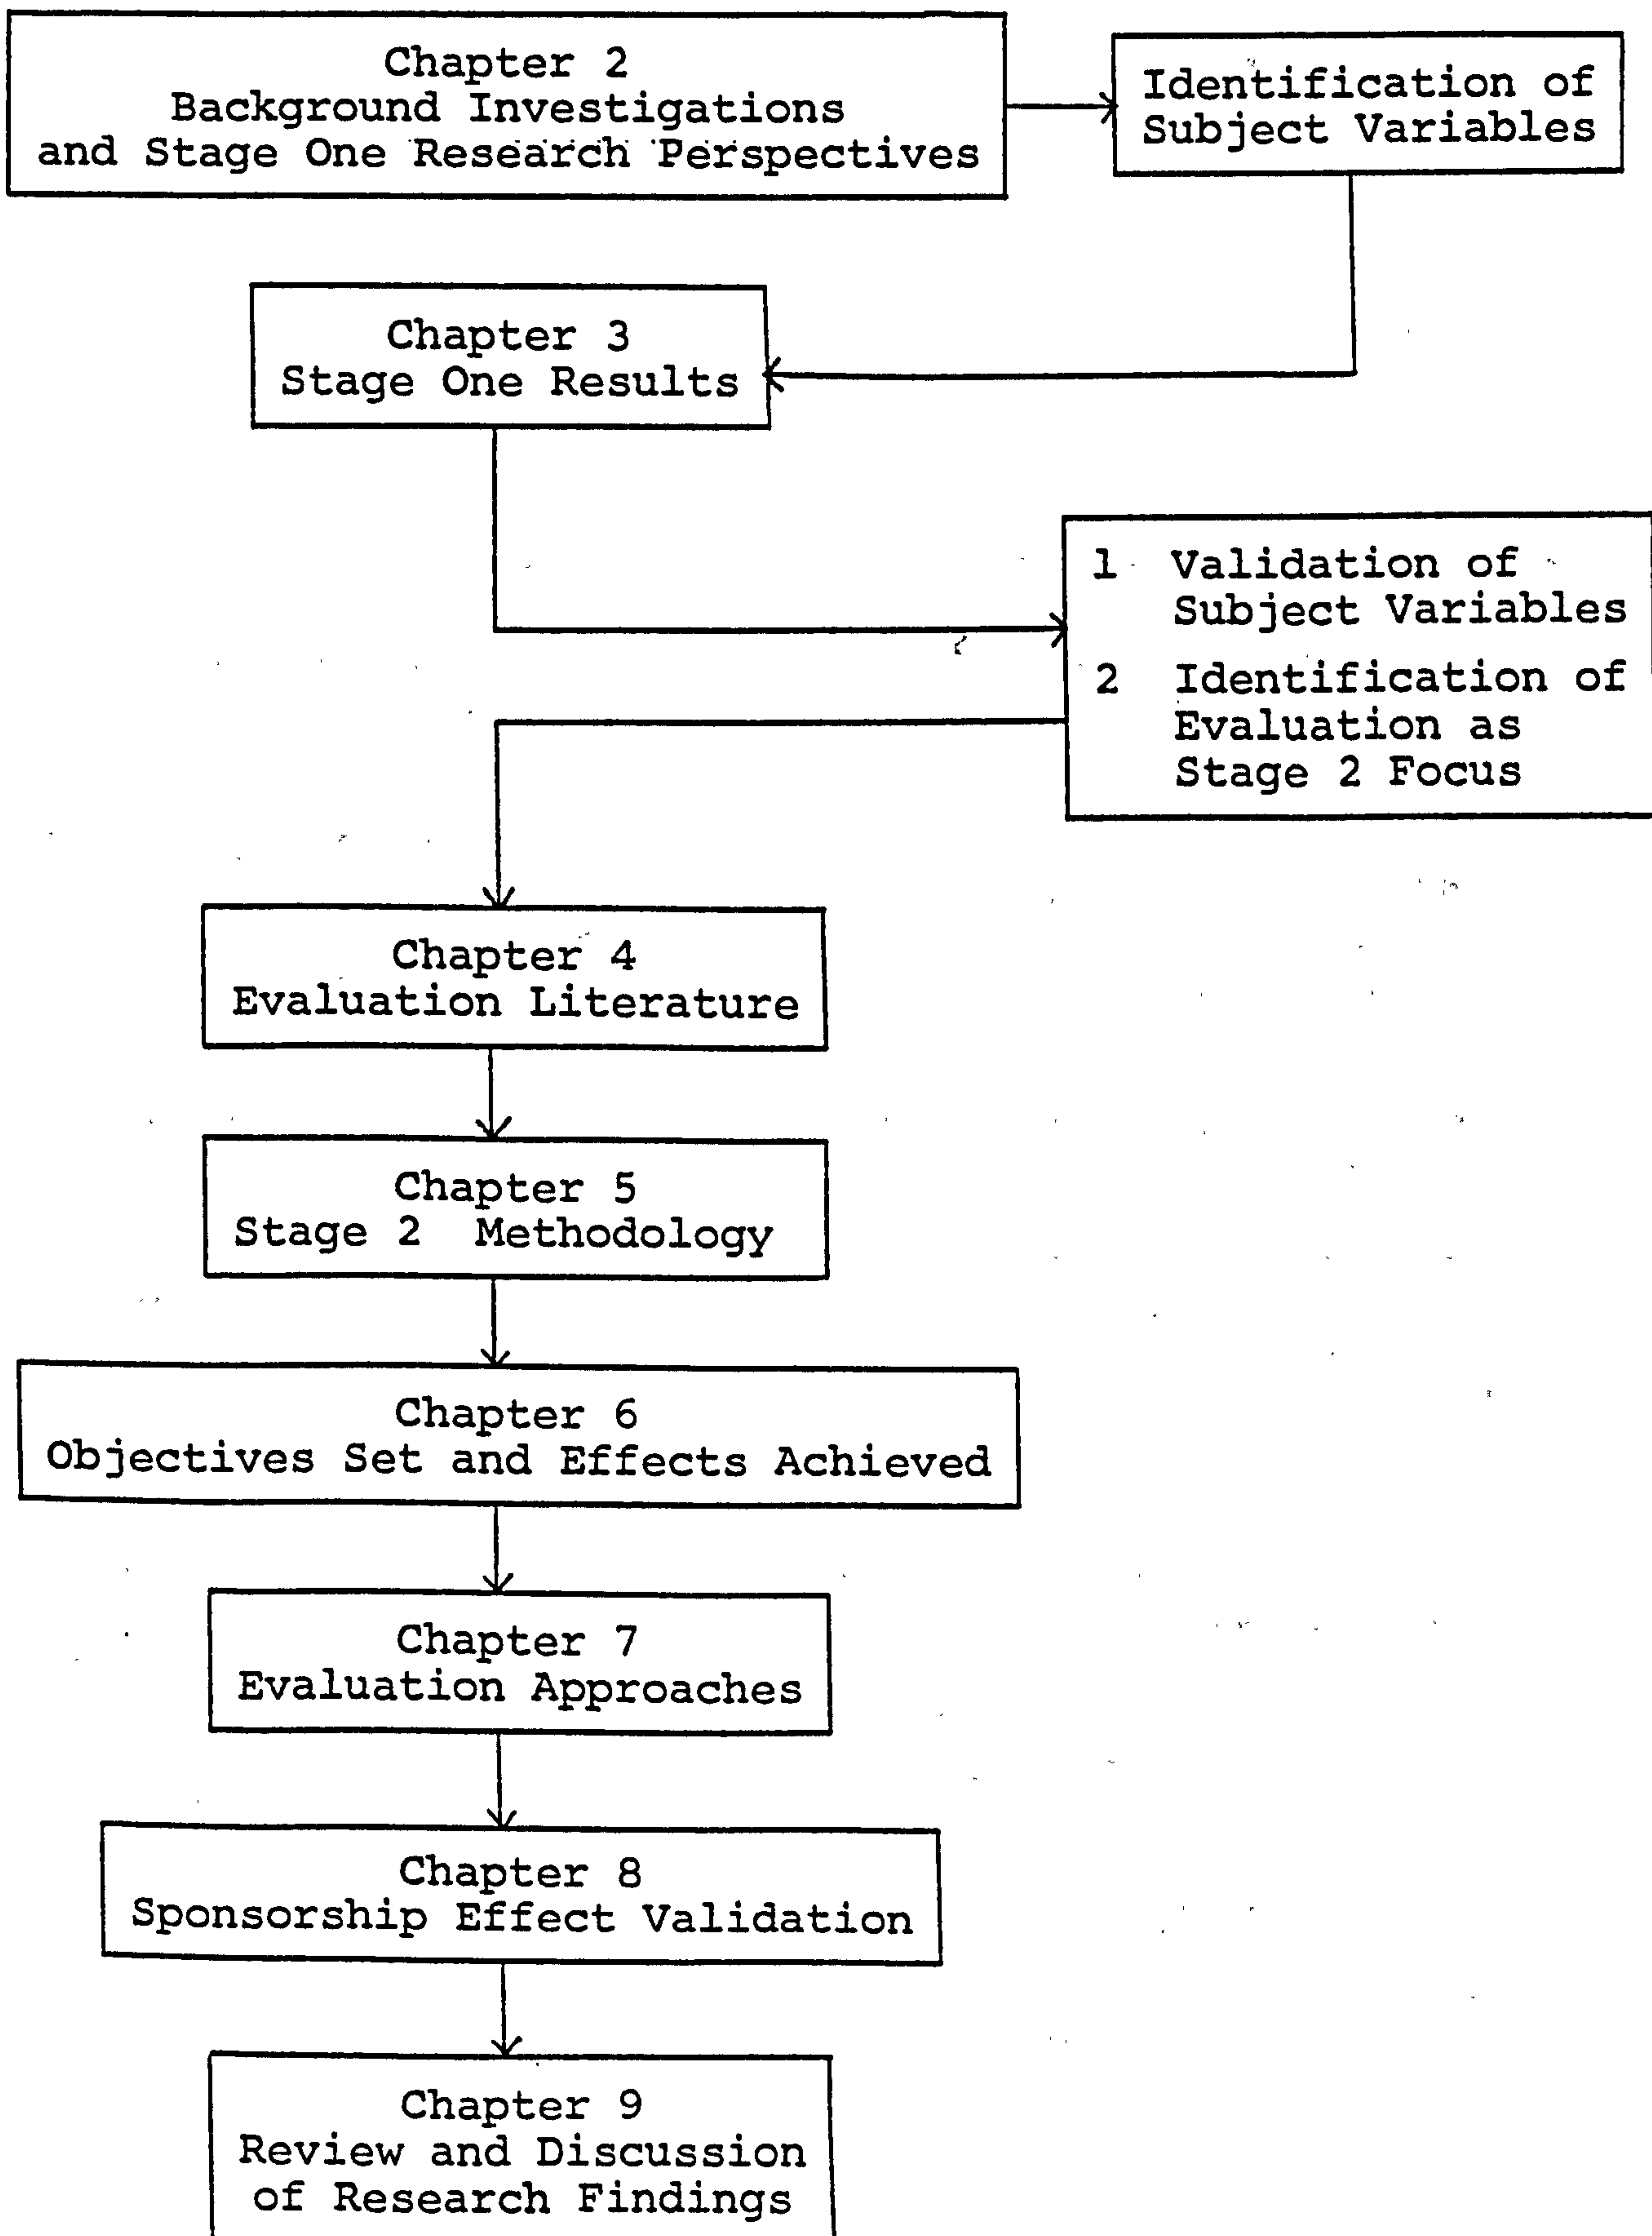 Chapter 2
Background Investigations
and Stage One Research Perspectives
Identification of
Subject Variables
Chapter 3
Stage One Results
1 Validation of
Subject Variables
2 Identification of
Evaluation as
Stage 2 Focus
Chapter 4
Evaluation Literature
Chapter 5
Stage 2 Methodology
Chapter 6
Objectives Set and Effects Achieved
Chapter 7
Evaluation Approaches
Chapter 8
Sponsorship Effect Validation
Chapter 9
Review and Discussion
of Research Findings